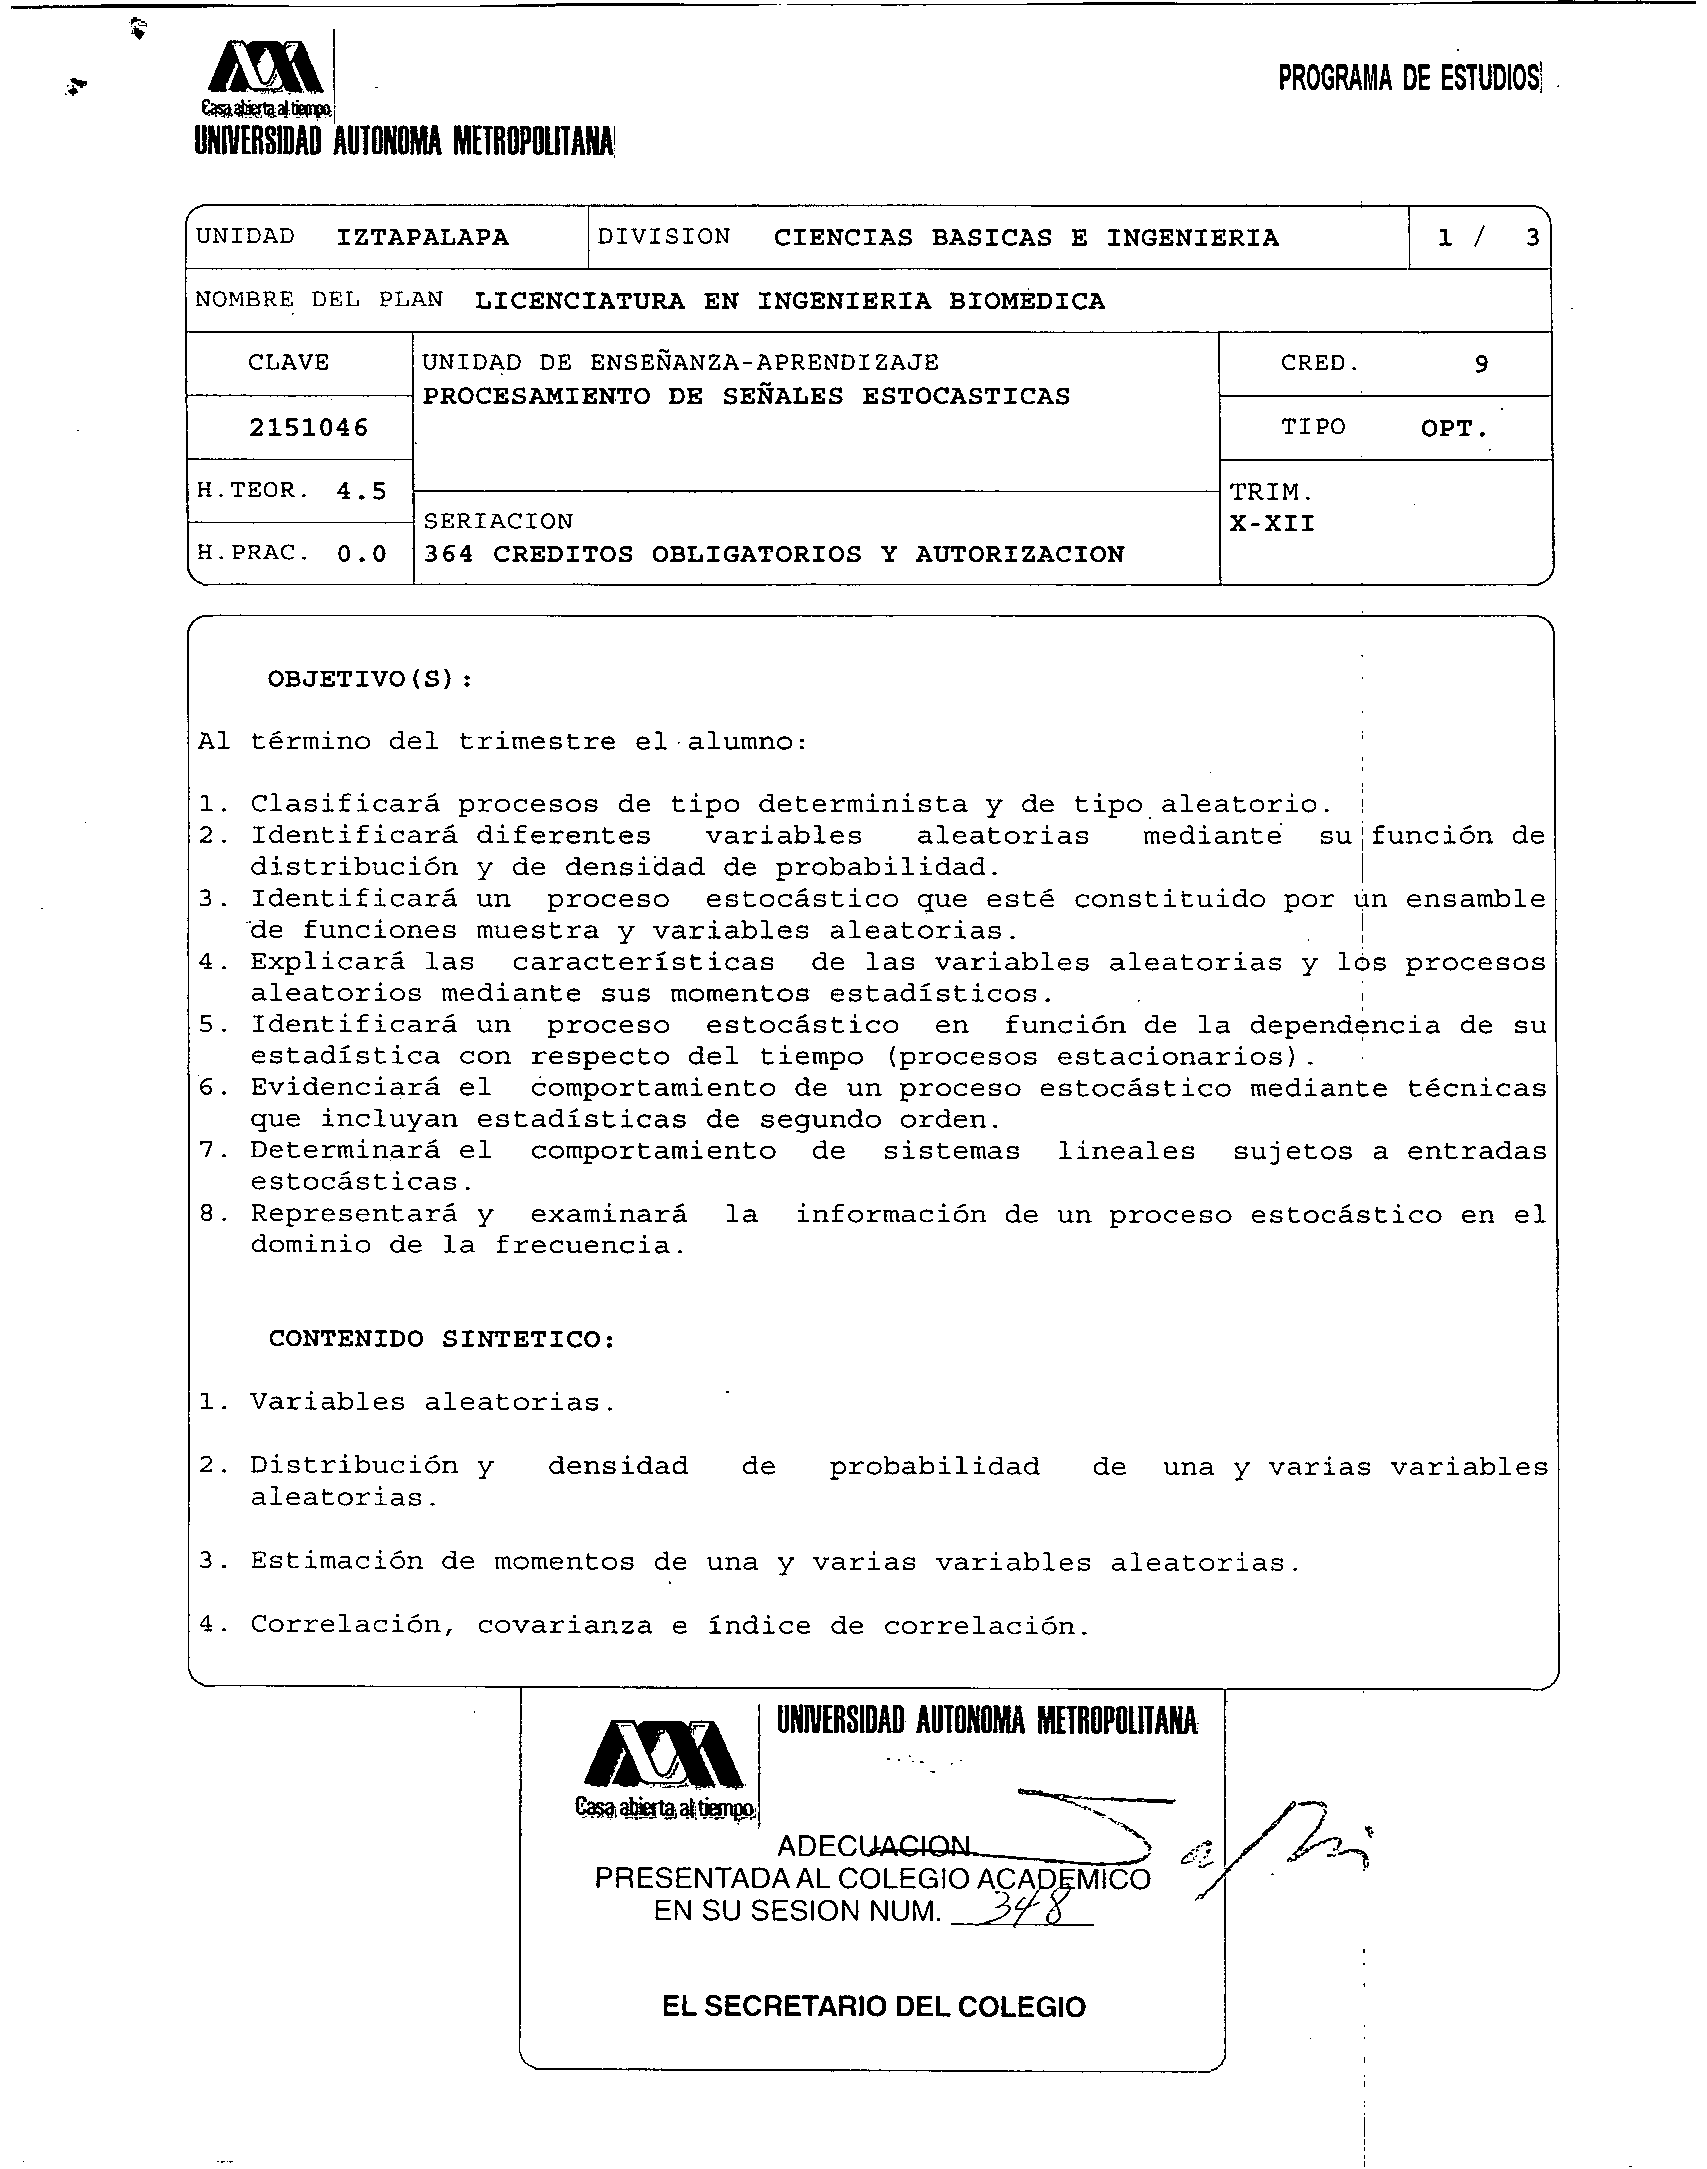 PROGRAMA DE ESTUDIOS
Casa abierta al tiempo
UNIVERSIDAD AUTONOMA METROPOLITANA
UNIDAD IZTAPALAPA DIVISION CIENCIAS BASICAS E INGENIERIA 1 / 3
NOMBRE DEL PLAN LICENCIATURA EN INGENIERIA BIOMEDICA
CLAVE UNIDAD DE ENSEÑANZA-APRENDIZAJE CRED. 9
PROCESAMIENTO DE SEÑALES ESTOCASTICAS
2151046 TIPO OPT.
H.TEOR. 4.5 TRIM.
SERIACION X-XII
H.PRAC. 0.0 364 CREDITOS OBLIGATORIOS Y AUTORIZACION
OBJETIVO(S):
Al término del trimestre el alumno:
1. Clasificará procesos de tipo determinista y de tipo aleatorio.
2. Identificará diferentes variables aleatorias mediante su función de
distribución y de densidad de probabilidad.
3. Identificará un proceso estocástico que esté constituido por un ensamble
de funciones muestra y variables aleatorias.
4. Explicará las características de las variables aleatorias y los procesos
aleatorios mediante sus momentos estadísticos.
5. Identificará un proceso estocástico en función de la dependencia de su
estadística con respecto del tiempo (procesos estacionarios).
6. Evidenciará el comportamiento de un proceso estocástico mediante técnicas
que incluyan estadísticas de segundo orden.
7. Determinará el comportamiento de sistemas lineales sujetos a entradas
estocásticas.
8. Representará y examinará la información de un proceso estocástico en el
dominio de la frecuencia.
CONTENIDO SINTETICO:
1. Variables aleatorias.
2. Distribución y densidad de probabilidad de una y varias variables
aleatorias.
3. Estimación de momentos de una y varias variables aleatorias.
4. Correlación, covarianza e índice de correlación.
UNIVERSIDAD AUTONOMA METROPOLITANA
Casa abierta al tiempo
ADECUACION
PRESENTADA AL COLEGIO ACADEMICO
EN SU SESION NUM. 348
EL SECRETARIO DEL COLEGIO